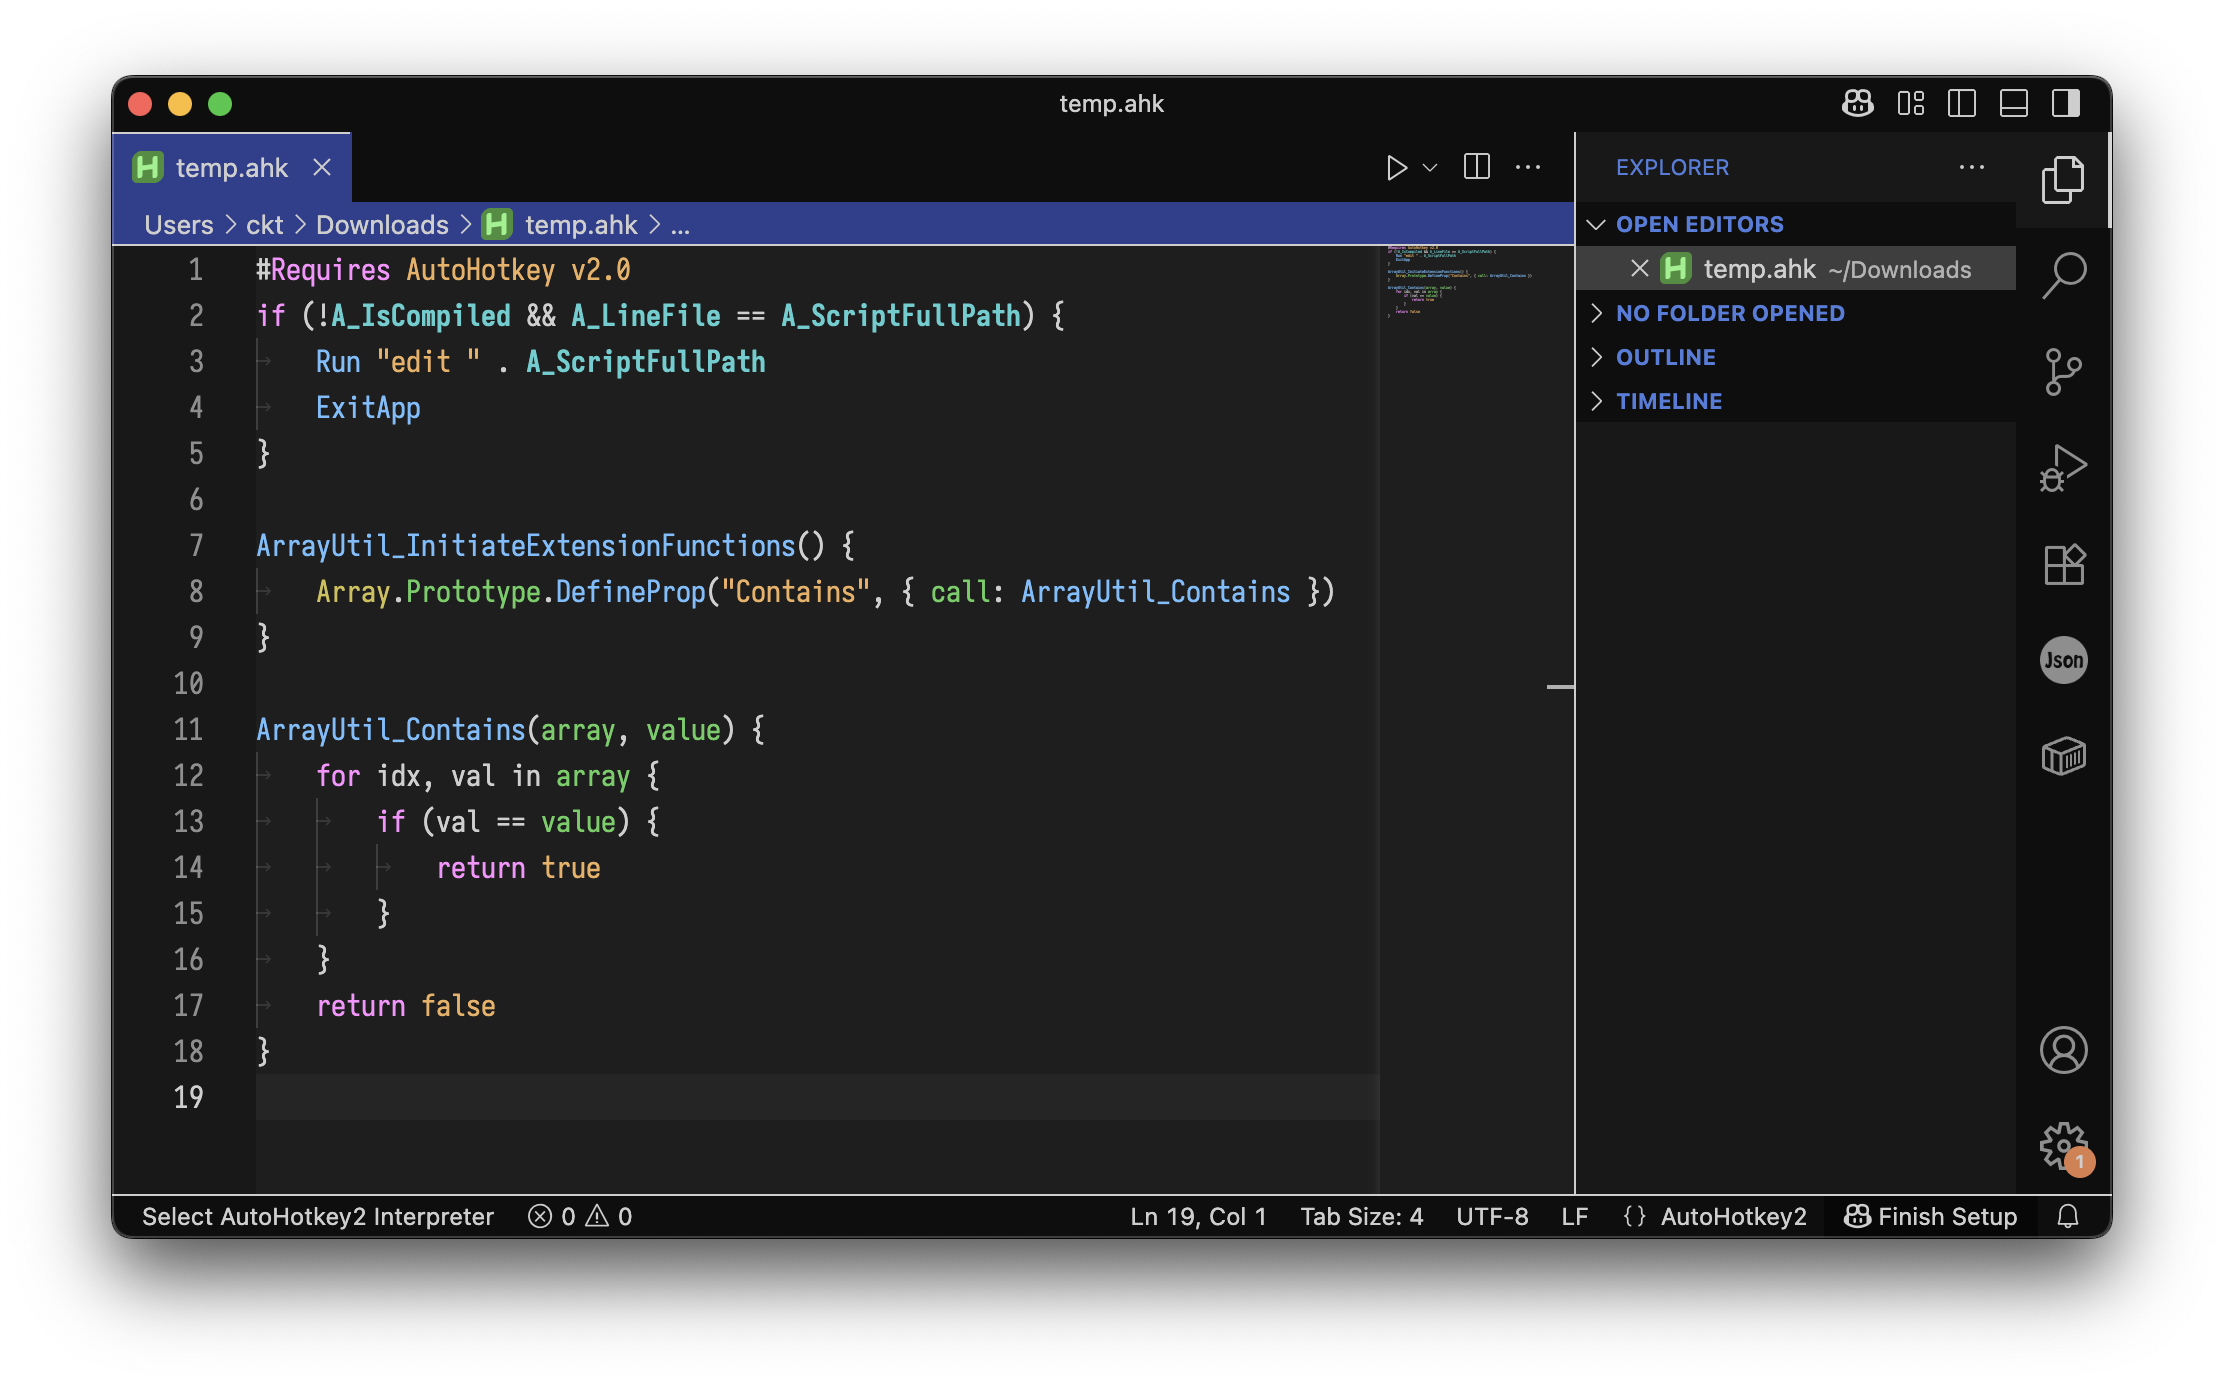 temp.ahk
temp.ahk
Users > ckt > Downloads > temp.ahk > ...
1 #Requires AutoHotkey v2.0
2 if (!A_IsCompiled && A_LineFile == A_ScriptFullPath) {
3 Run "edit " . A_ScriptFullPath
4 ExitApp
5 }
6
7 ArrayUtil_InitiateExtensionFunctions() {
8 Array.Prototype.DefineProp("Contains", { call: ArrayUtil_Contains })
9 }
10
11 ArrayUtil_Contains(array, value) {
12 for idx, val in array {
13 if (val == value) {
14 return true
15 }
16 }
17 return false
18 }
19
EXPLORER
OPEN EDITORS
temp.ahk ~/Downloads
NO FOLDER OPENED
OUTLINE
TIMELINE
Json
1
Select AutoHotkey2 Interpreter 0 0 Ln 19, Col 1 Tab Size: 4 UTF-8 LF {} AutoHotkey2 Finish Setup